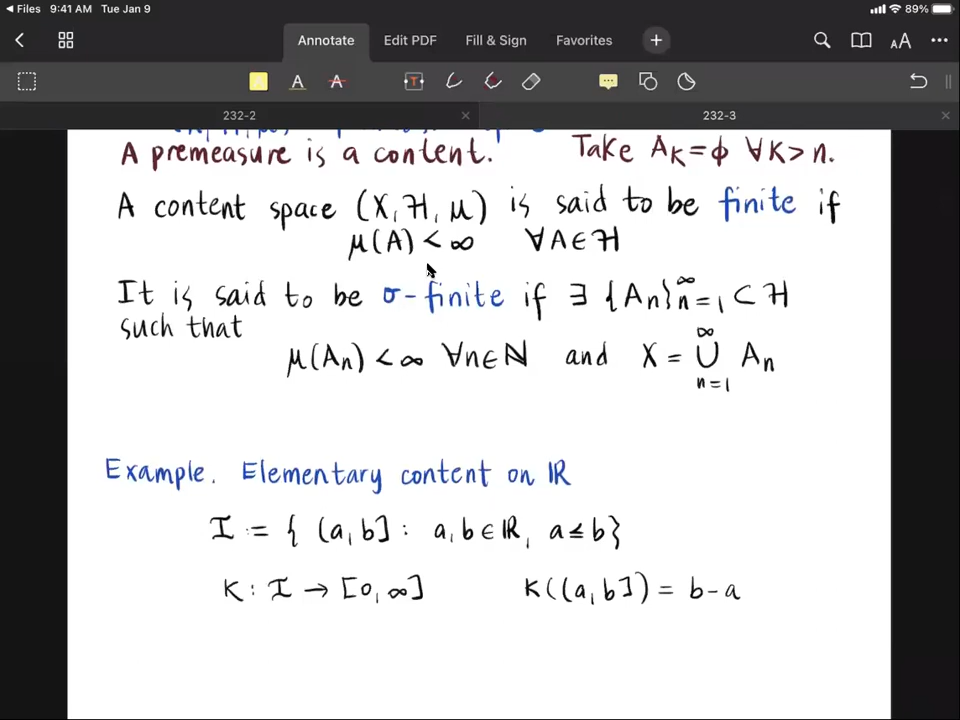 Files 9:41 AM Tue Jan 9 89%
Annotate Edit PDF Fill & Sign Favorites
232-2 232-3
A premeasure is a content. Take A_K = ϕ ∀K > n.
A content space (X, ℋ, μ) is said to be finite if
μ(A) < ∞ ∀A ∈ ℋ
It is said to be σ-finite if ∃ {A_n}_{n=1}^∞ ⊂ ℋ
such that
μ(A_n) < ∞ ∀n ∈ ℕ and X = ∪_{n=1}^∞ A_n
Example. Elementary content on ℝ
I := { (a, b] : a, b ∈ ℝ, a ≤ b}
K : I → [0, ∞] K((a, b]) = b - a